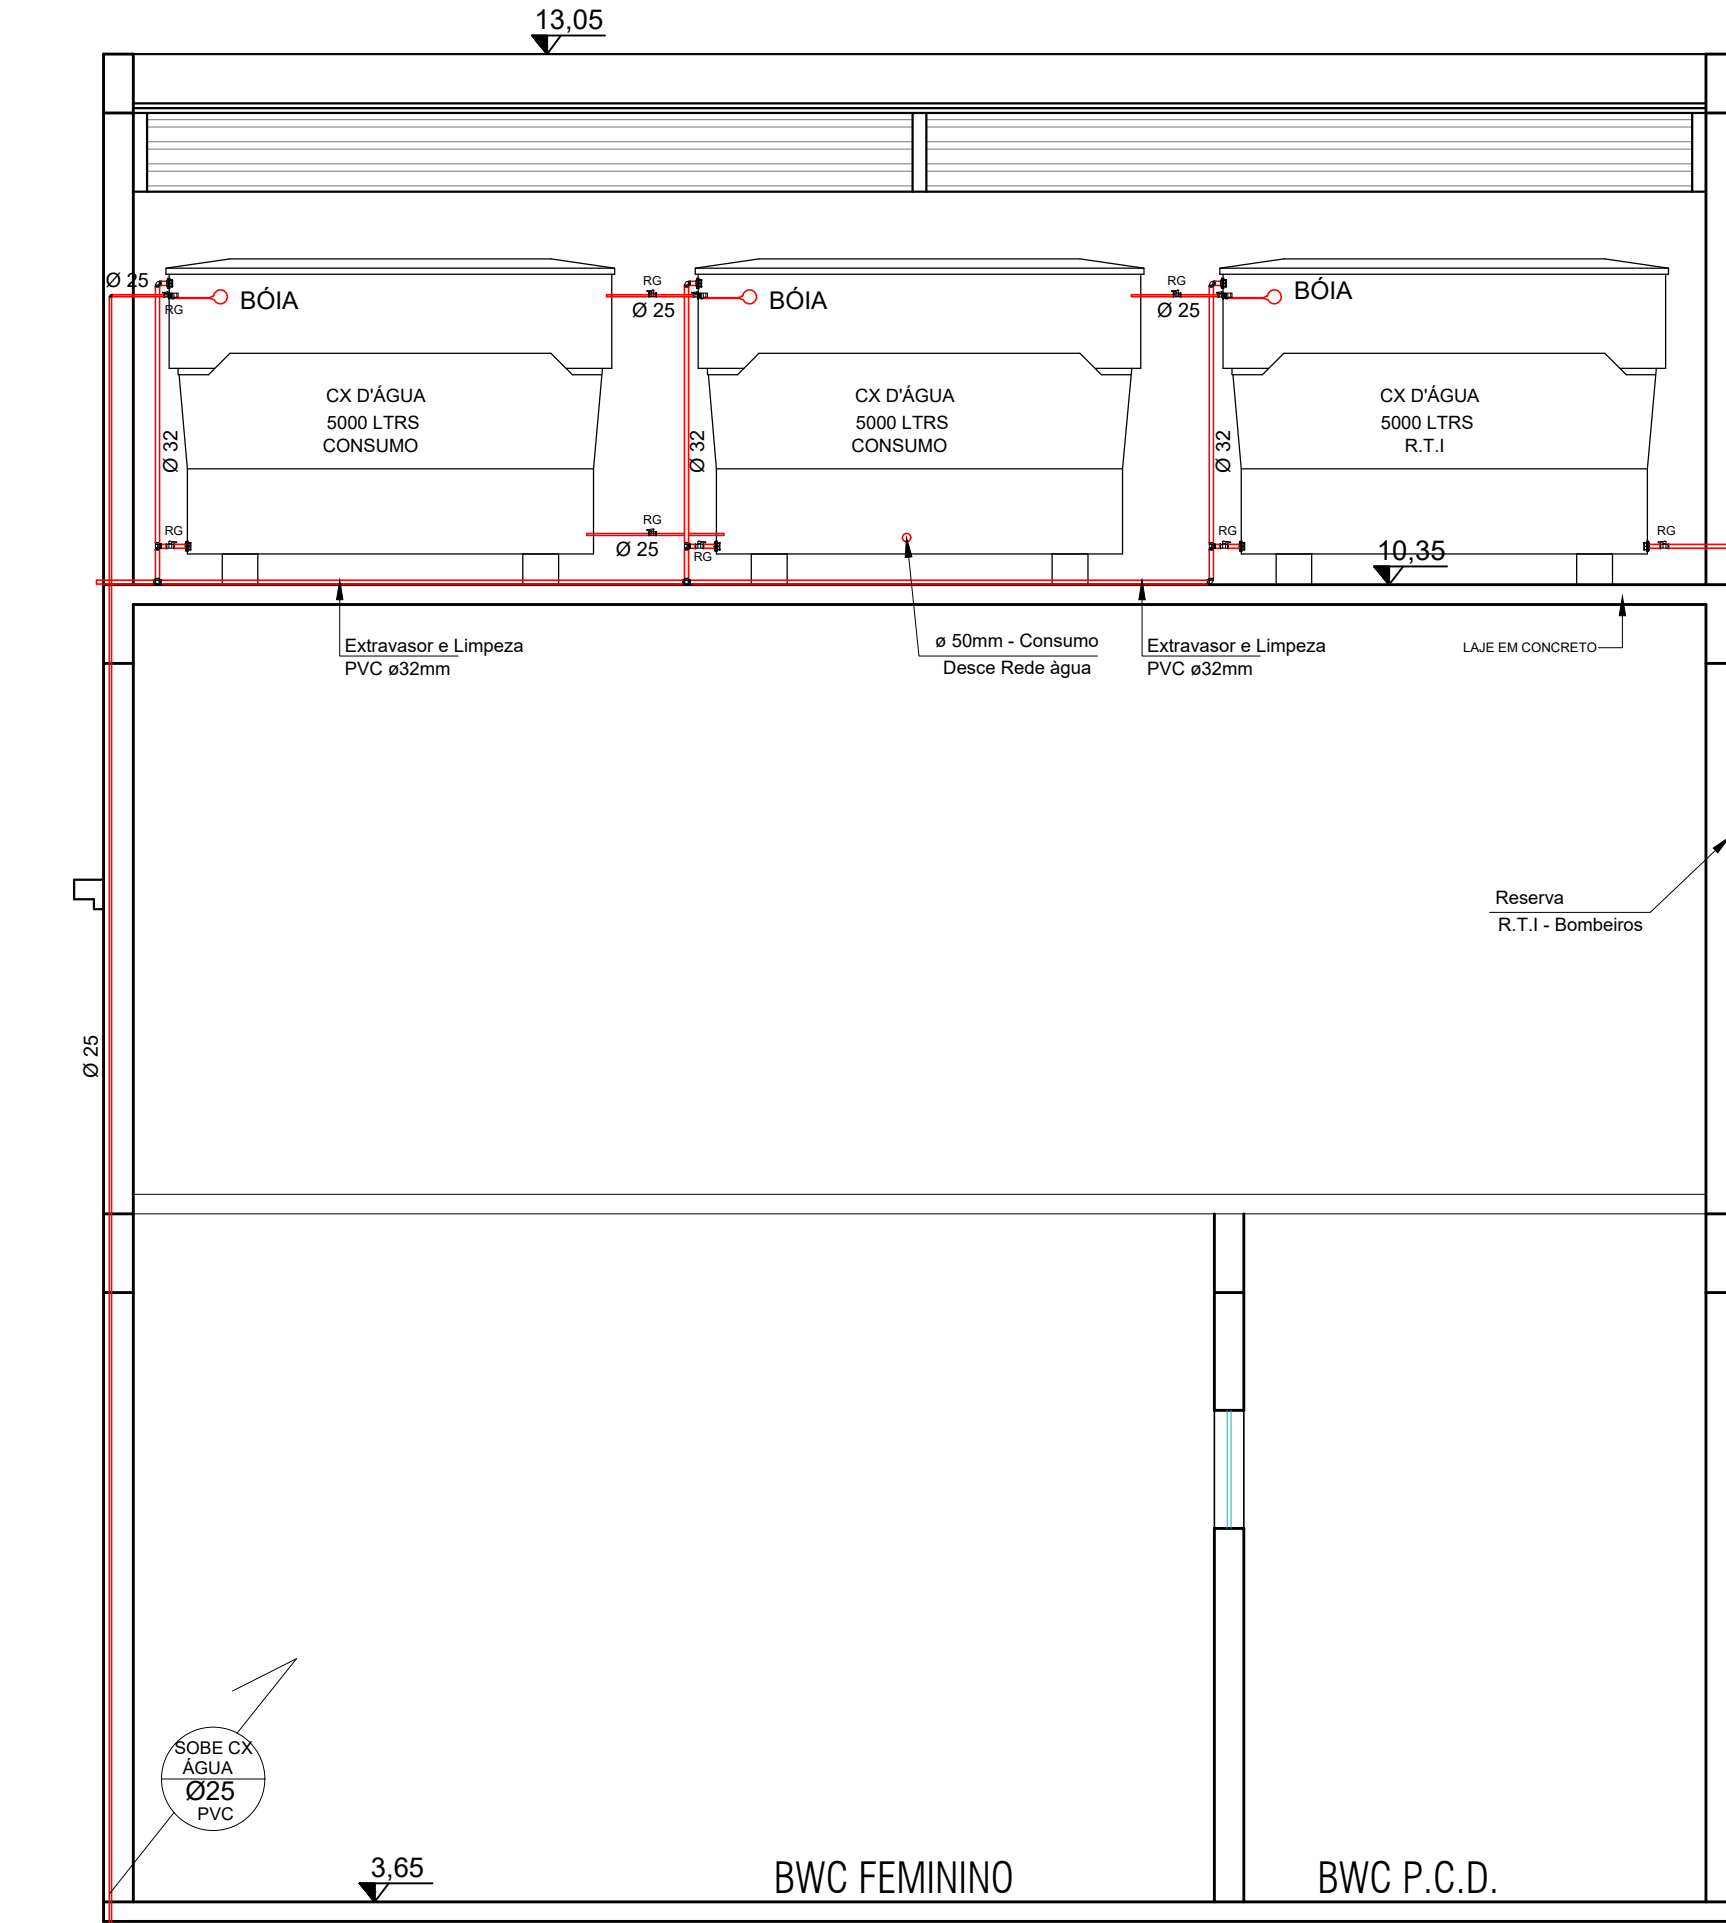 13,05
Ø 25
RG
BÓIA
RG
Ø 25
BÓIA
RG
Ø 25
BÓIA
CX D'ÁGUA
5000 LTRS
CONSUMO
CX D'ÁGUA
5000 LTRS
CONSUMO
CX D'ÁGUA
5000 LTRS
R.T.I
Ø 32
Ø 32
Ø 32
RG
RG
Ø 25
RG
RG
RG
10,35
Extravasor e Limpeza
PVC ø32mm
ø 50mm - Consumo
Desce Rede àgua
Extravasor e Limpeza
PVC ø32mm
LAJE EM CONCRETO
Reserva
R.T.I - Bombeiros
Ø 25
SOBE CX
ÁGUA
Ø25
PVC
3,65
BWC FEMININO
BWC P.C.D.